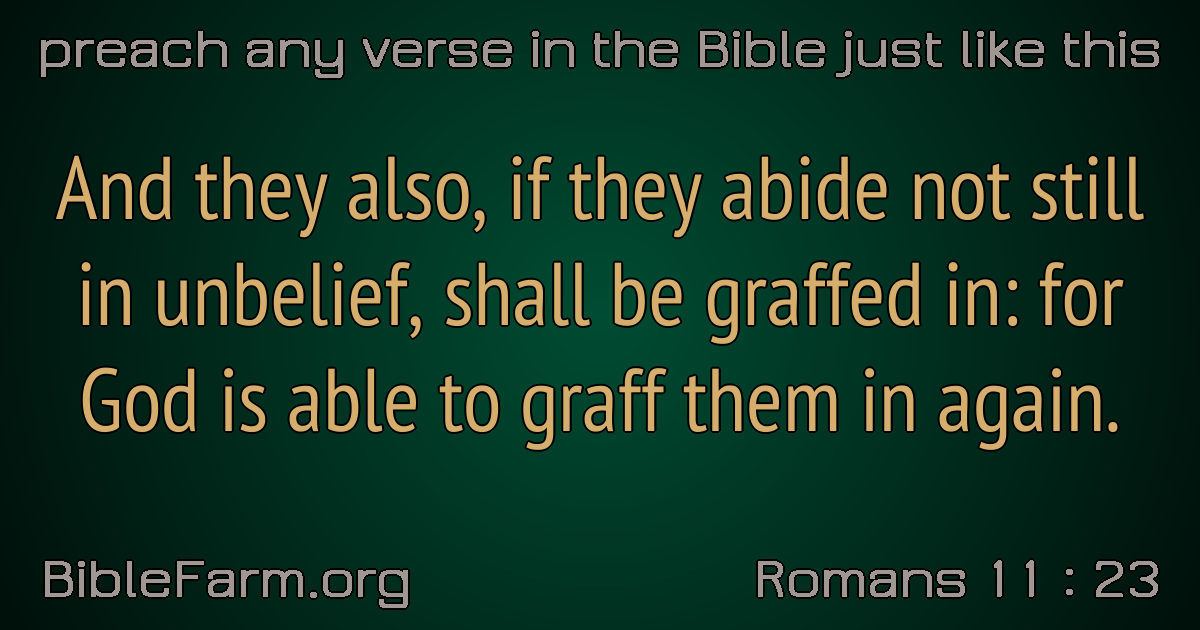 preach any verse in the Bible just like this
And they also, if they abide not still
in unbelief, shall be graffed in: for
God is able to graff them in again.
BibleFarm.org
Romans 11 : 23